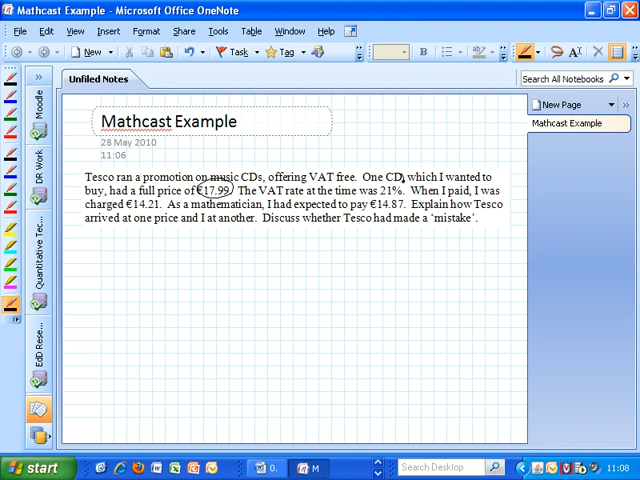 Mathcast Example - Microsoft Office OneNote
File Edit View Insert Format Share Tools Table Window Help
New Task Tag B
Unfiled Notes
Search All Notebooks
Mathcast Example
28 May 2010
11:06
Tesco ran a promotion on music CDs, offering VAT free. One CD, which I wanted to
buy, had a full price of €17.99. The VAT rate at the time was 21%. When I paid, I was
charged €14.21. As a mathematician, I had expected to pay €14.87. Explain how Tesco
arrived at one price and I at another. Discuss whether Tesco had made a ‘mistake’.
New Page
Mathcast Example
Moodle
DR Work
Quantitative Tec...
EdD Rese...
start
0.
M
Search Desktop
11:08